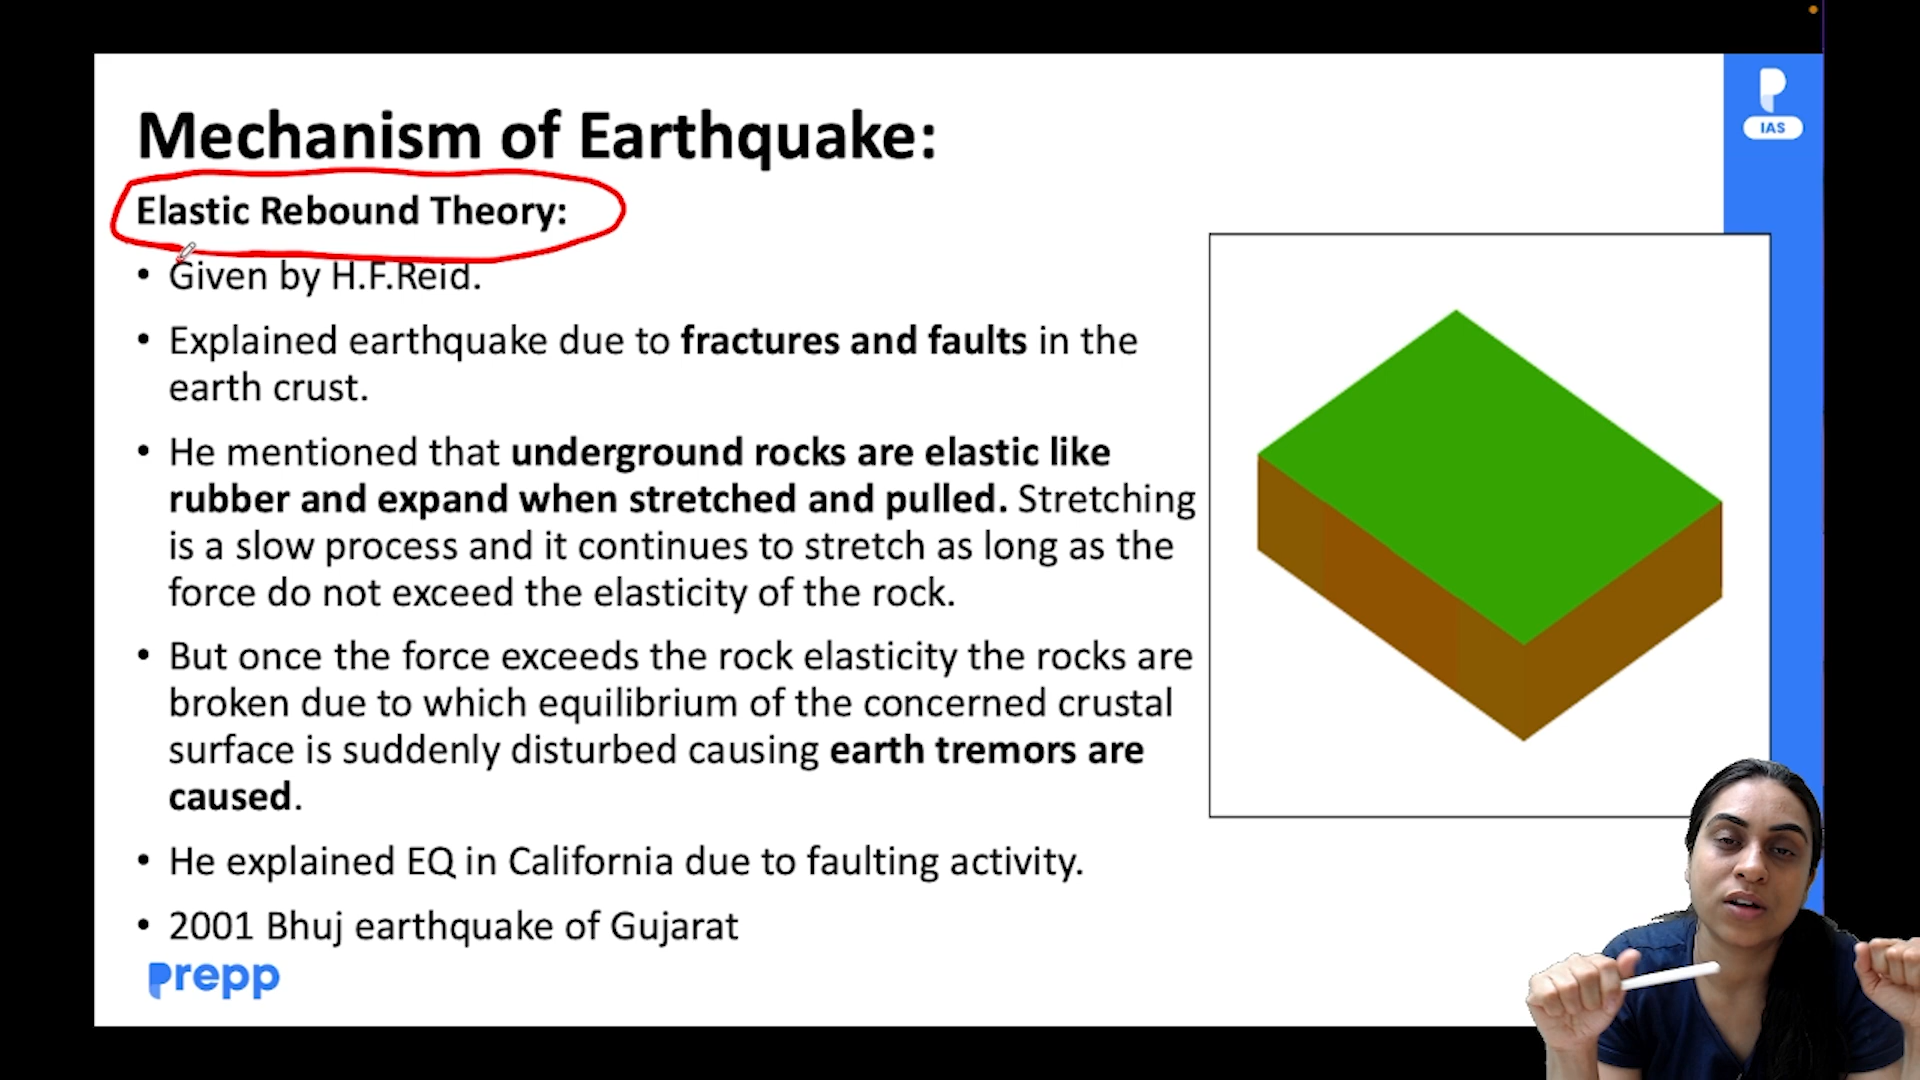 IAS
Mechanism of Earthquake:
Elastic Rebound Theory:
• Given by H.F.Reid.
• Explained earthquake due to fractures and faults in the
earth crust.
• He mentioned that underground rocks are elastic like
rubber and expand when stretched and pulled. Stretching
is a slow process and it continues to stretch as long as the
force do not exceed the elasticity of the rock.
• But once the force exceeds the rock elasticity the rocks are
broken due to which equilibrium of the concerned crustal
surface is suddenly disturbed causing earth tremors are
caused.
• He explained EQ in California due to faulting activity.
• 2001 Bhuj earthquake of Gujarat
prepp